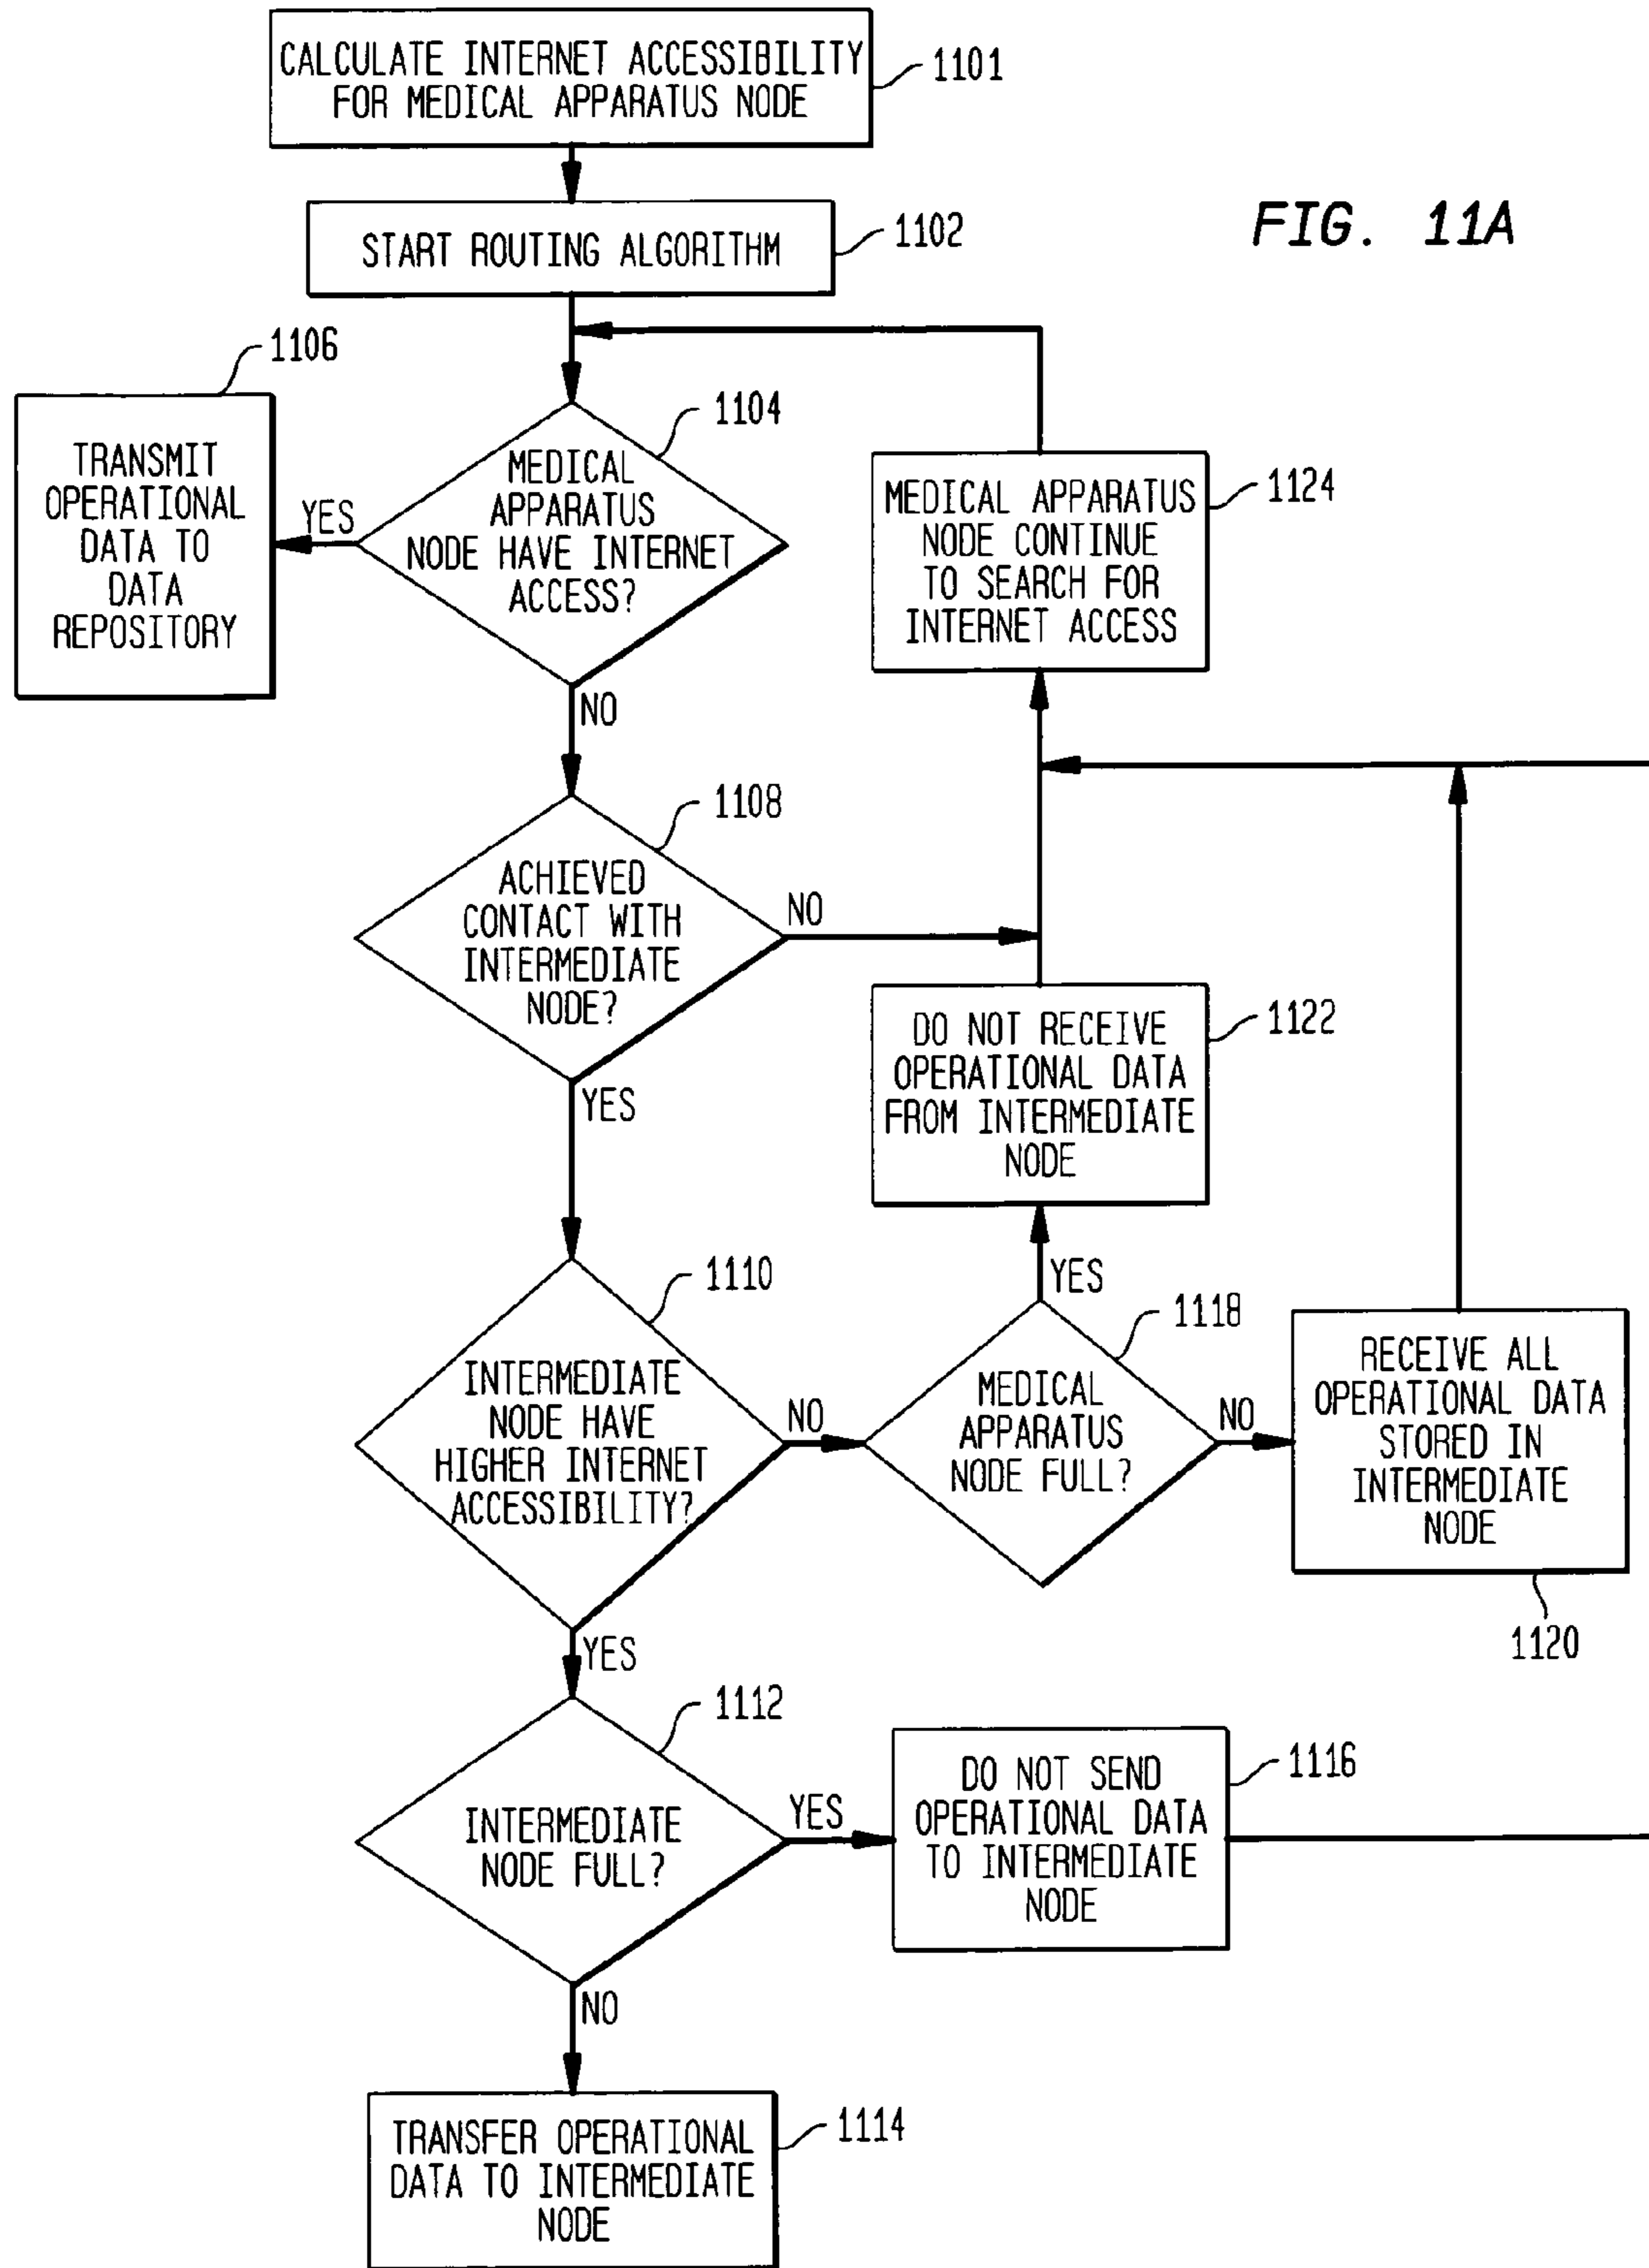 CALCULATE INTERNET ACCESSIBILITY
FOR MEDICAL APPARATUS NODE
1101
START ROUTING ALGORITHM
1102
FIG. 11A
1106
TRANSMIT
OPERATIONAL
DATA TO
DATA
REPOSITORY
YES
1104
MEDICAL
APPARATUS
NODE HAVE INTERNET
ACCESS?
NO
MEDICAL APPARATUS
NODE CONTINUE
TO SEARCH FOR
INTERNET ACCESS
1124
1108
ACHIEVED
CONTACT WITH
INTERMEDIATE
NODE?
NO
YES
DO NOT RECEIVE
OPERATIONAL DATA
FROM INTERMEDIATE
NODE
1122
1110
INTERMEDIATE
NODE HAVE
HIGHER INTERNET
ACCESSIBILITY?
NO
YES
YES
1118
MEDICAL
APPARATUS
NODE FULL?
NO
RECEIVE ALL
OPERATIONAL DATA
STORED IN
INTERMEDIATE
NODE
1120
1112
INTERMEDIATE
NODE FULL?
YES
NO
DO NOT SEND
OPERATIONAL DATA
TO INTERMEDIATE
NODE
1116
TRANSFER OPERATIONAL
DATA TO INTERMEDIATE
NODE
1114